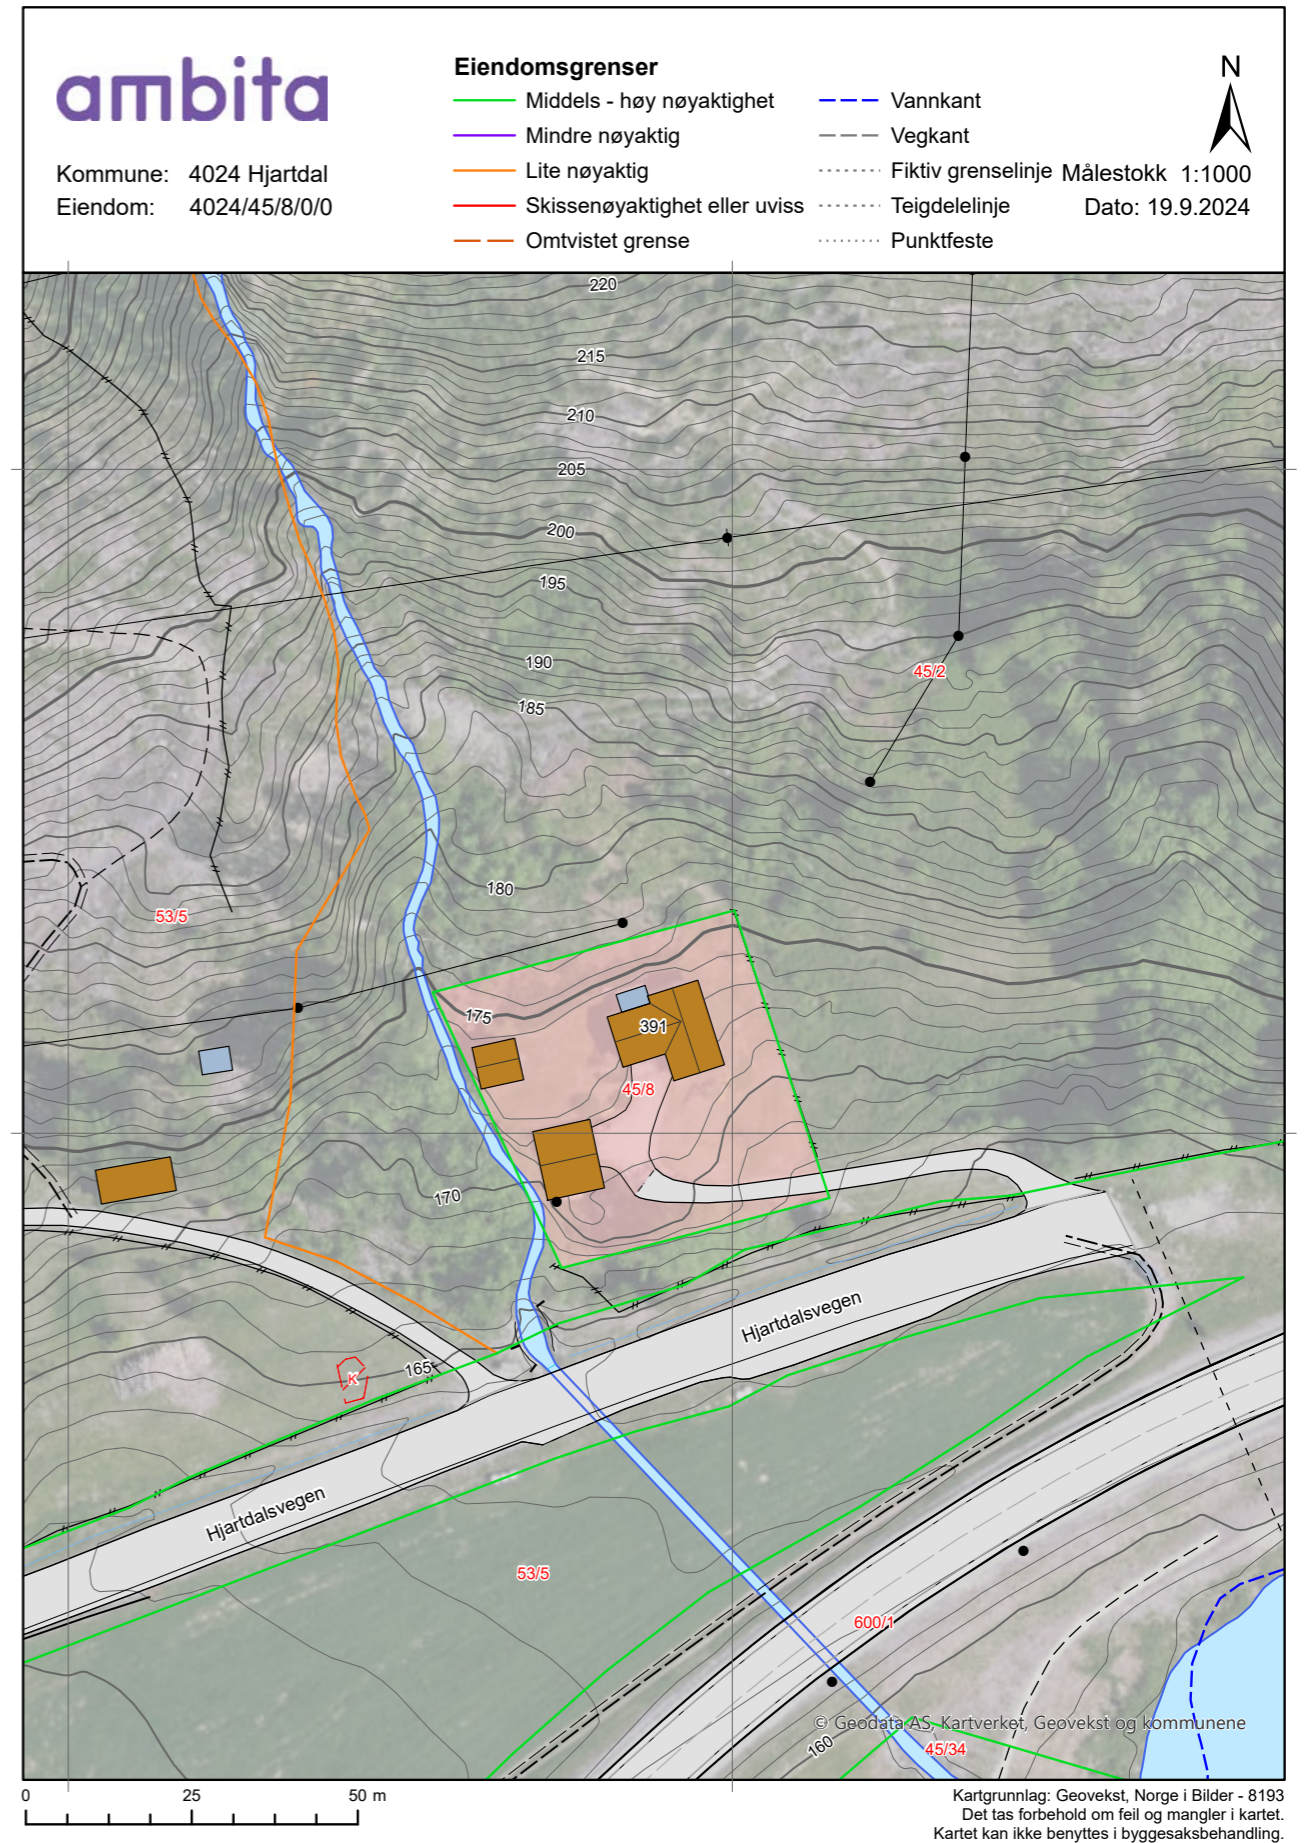 ambita
Kommune: 4024 Hjartdal
Eiendom: 4024/45/8/0/0
Eiendomsgrenser
Middels - høy nøyaktighet
Mindre nøyaktig
Lite nøyaktig
Skissenøyaktighet eller uviss
Omtvistet grense
Vannkant
Vegkant
Fiktiv grenselinje
Teigdelelinje
Punktfeste
N
Målestokk 1:1000
Dato: 19.9.2024
220
215
210
205
200
195
190
45/2
185
180
53/5
175
391
45/8
170
Hjartdalsvegen
165
K
Hjartdalsvegen
53/5
600/1
© Geodata AS, Kartverket, Geovekst og kommunene
160
45/34
0 25 50 m
Kartgrunnlag: Geovekst, Norge i Bilder - 8193
Det tas forbehold om feil og mangler i kartet.
Kartet kan ikke benyttes i byggesaksbehandling.